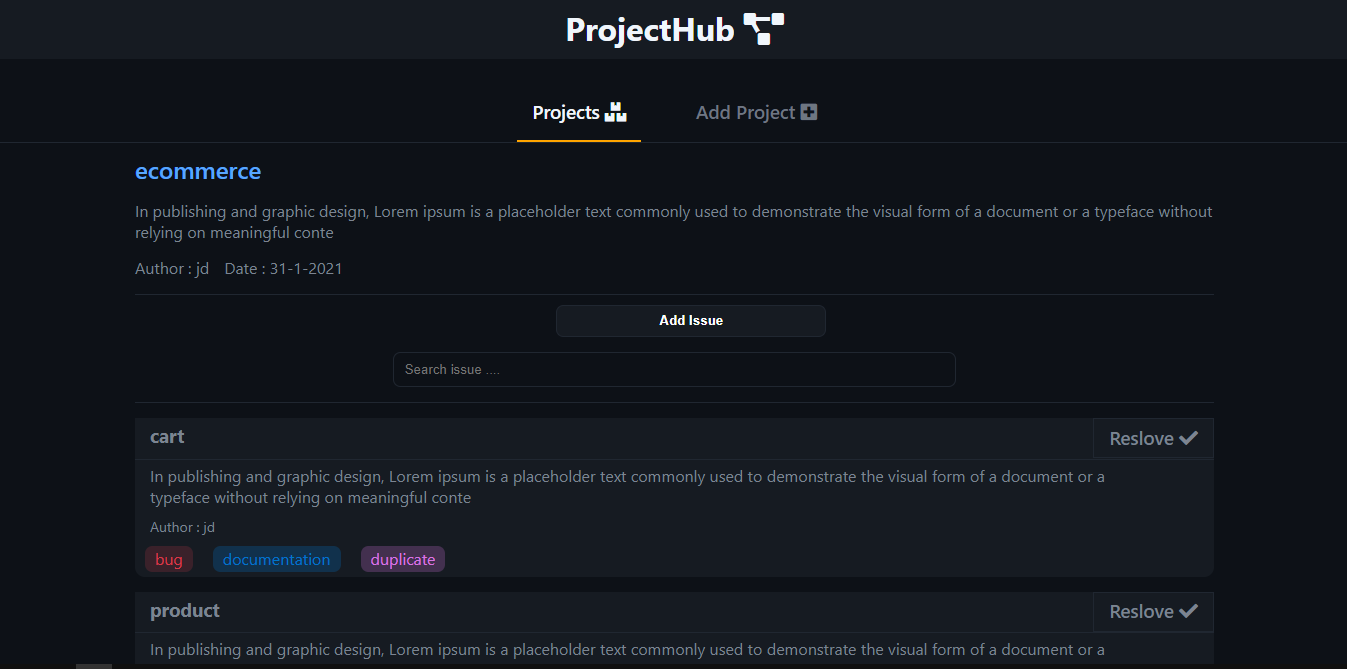 ProjectHub
Projects
Add Project
ecommerce
In publishing and graphic design, Lorem ipsum is a placeholder text commonly used to demonstrate the visual form of a document or a typeface without
relying on meaningful conte
Author : jd Date : 31-1-2021
Add Issue
Search issue ....
cart
Reslove
In publishing and graphic design, Lorem ipsum is a placeholder text commonly used to demonstrate the visual form of a document or a
typeface without relying on meaningful conte
Author : jd
bug documentation duplicate
product
Reslove
In publishing and graphic design, Lorem ipsum is a placeholder text commonly used to demonstrate the visual form of a document or a